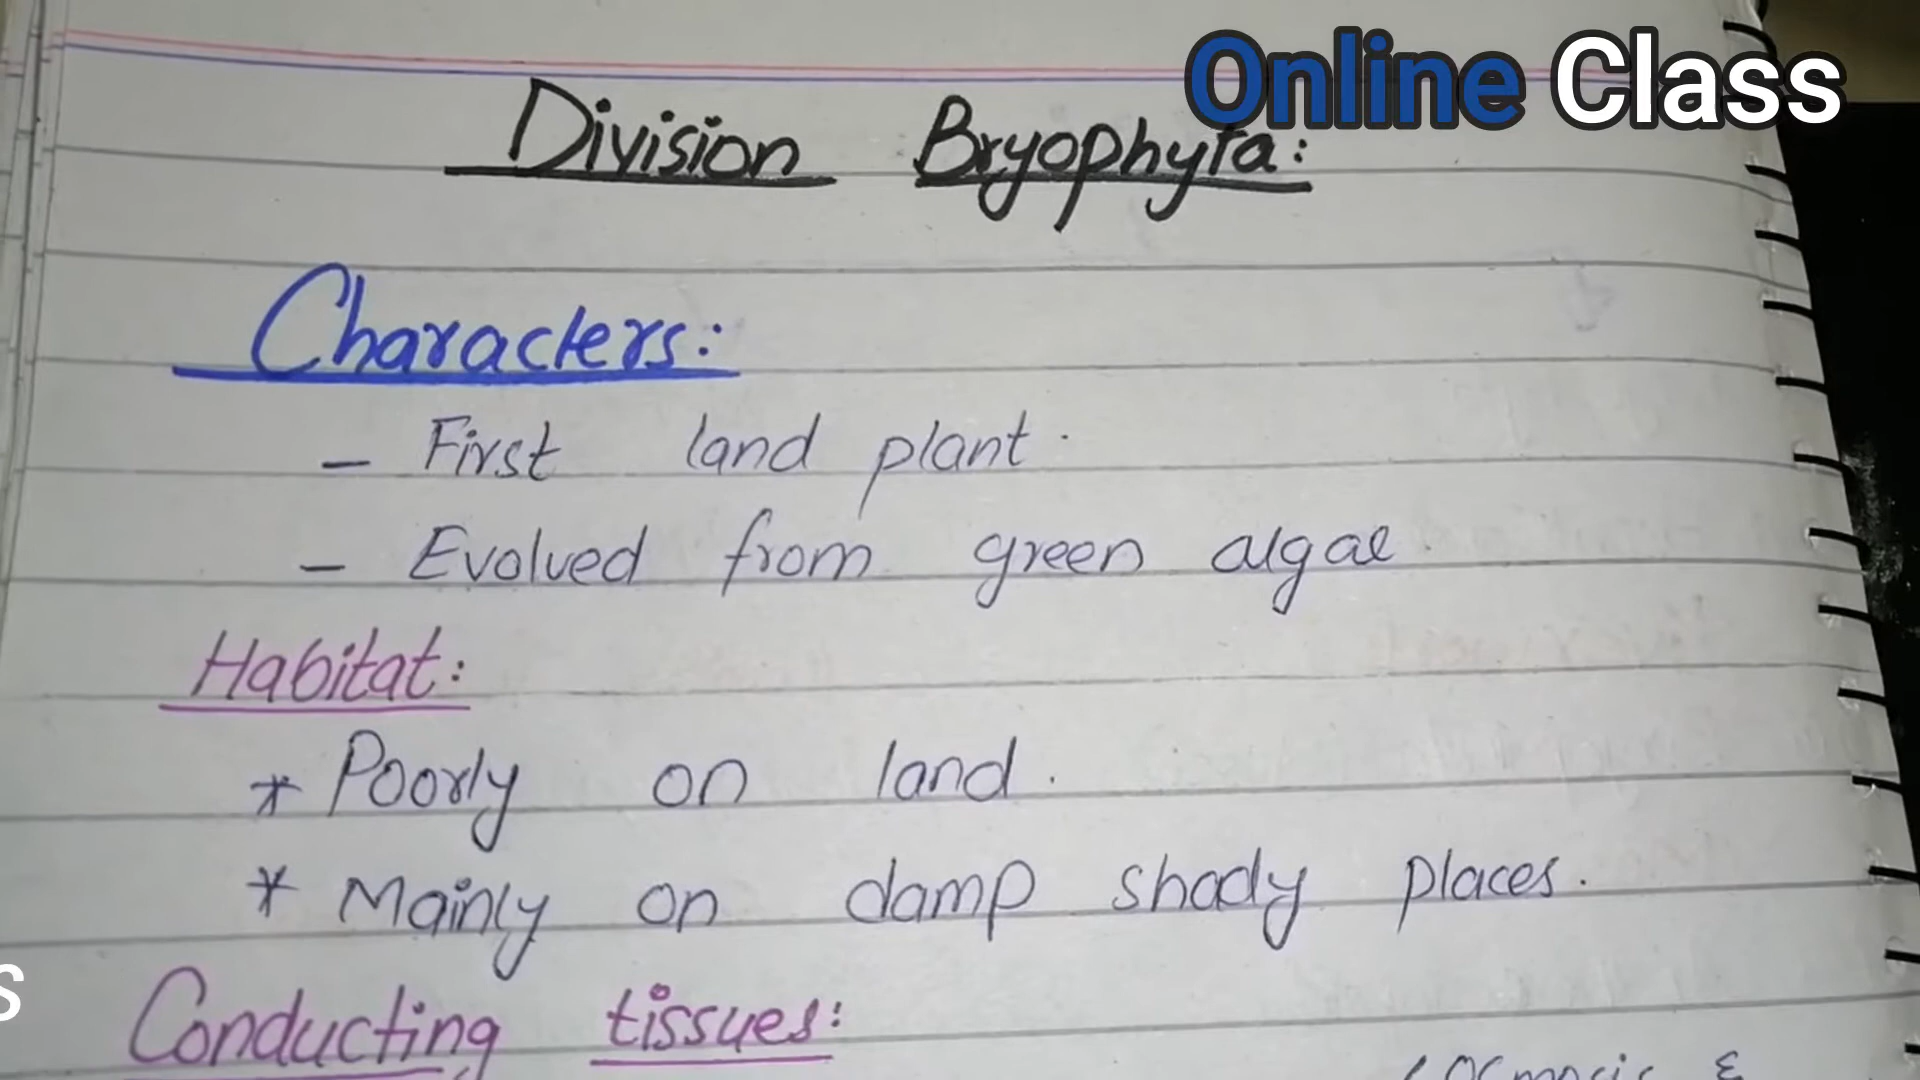 Online Class
Division Bryophyta:
Characters:
- First land plant.
- Evolved from green algae.
Habitat:
* Poorly on land.
* Mainly on damp shady places.
Conducting tissues: